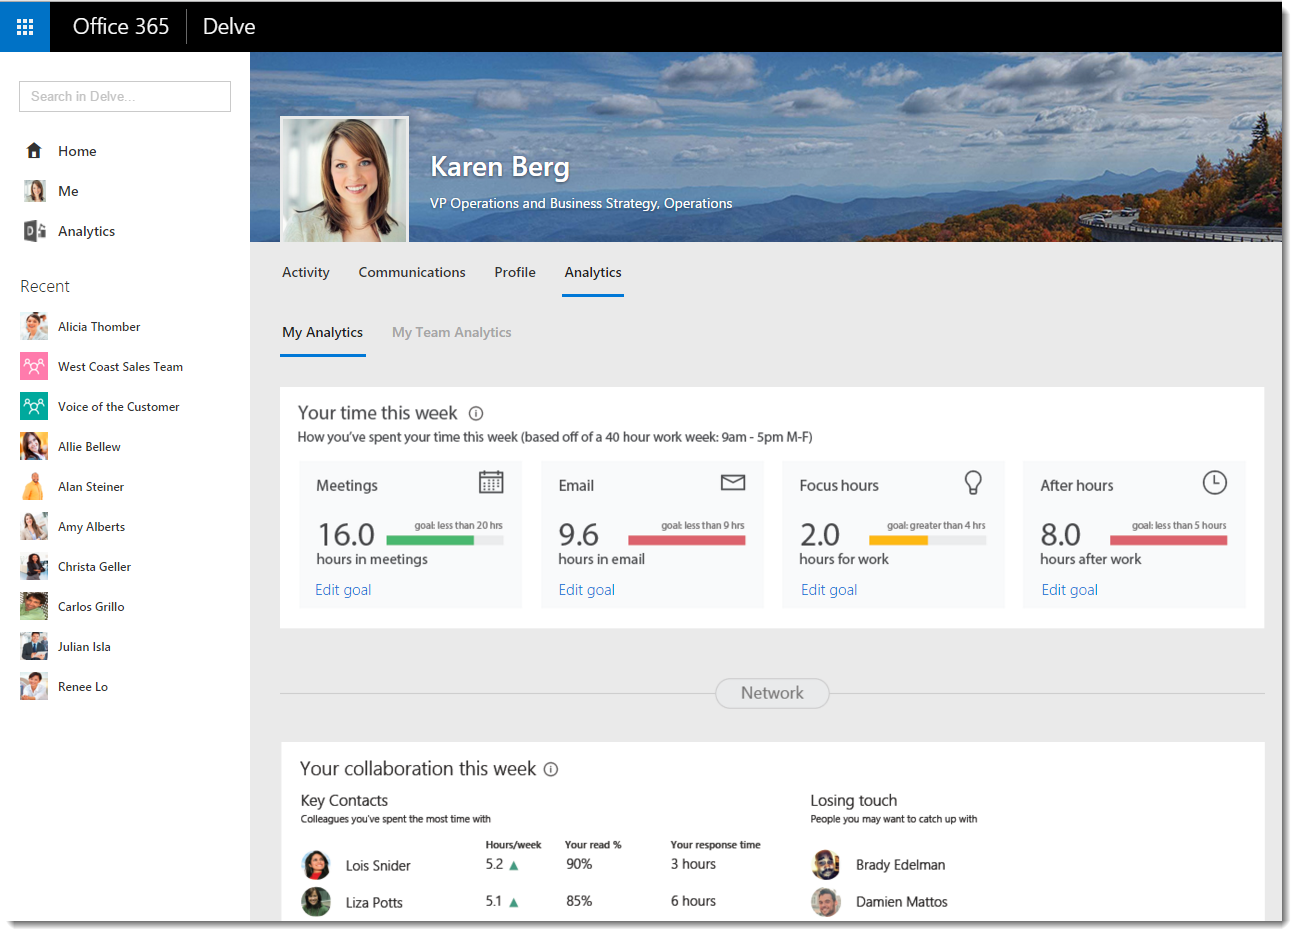 Office 365
Delve
Search in Delve...
Home
Me
Analytics
Recent
Alicia Thomber
West Coast Sales Team
Voice of the Customer
Allie Bellew
Alan Steiner
Amy Alberts
Christa Geller
Carlos Grillo
Julian Isla
Renee Lo
Karen Berg
VP Operations and Business Strategy, Operations
Activity Communications Profile Analytics
My Analytics My Team Analytics
Your time this week
How you've spent your time this week (based off of a 40 hour work week: 9am - 5pm M-F)
Meetings
16.0
goal: less than 20 hrs
hours in meetings
Edit goal
Email
9.6
goal: less than 9 hrs
hours in email
Edit goal
Focus hours
2.0
goal: greater than 4 hrs
hours for work
Edit goal
After hours
8.0
goal: less than 5 hours
hours after work
Edit goal
Network
Your collaboration this week
Key Contacts
Colleagues you've spent the most time with
Hours/week Your read % Your response time
Lois Snider 5.2 ▲ 90% 3 hours
Liza Potts 5.1 ▲ 85% 6 hours
Losing touch
People you may want to catch up with
Brady Edelman
Damien Mattos